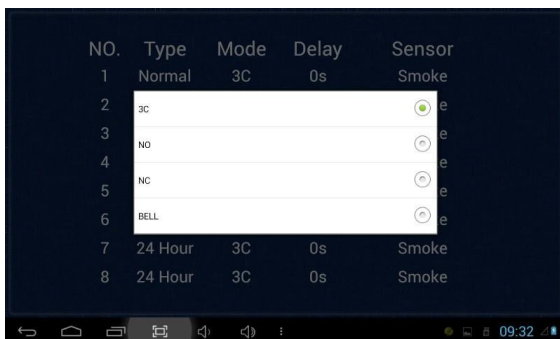 NO. Type Mode Delay Sensor
1 Normal 3C 0s Smoke
2 e
3C
3
NO
4 e
NC
5 e
BELL
6 e
7 24 Hour 3C 0s Smoke
8 24 Hour 3C 0s Smoke
09:32